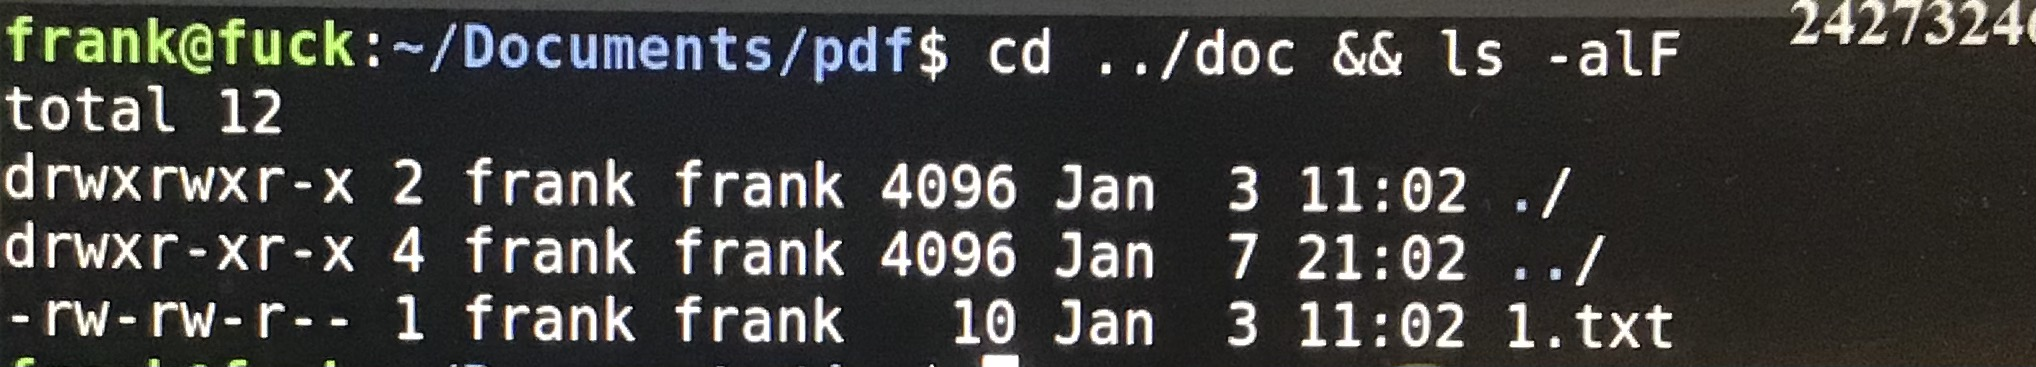 frank@fuck:~/Documents/pdf$ cd ../doc && ls -alF
2427324
total 12
drwxrwxr-x 2 frank frank 4096 Jan  3 11:02 ./
drwxr-xr-x 4 frank frank 4096 Jan  7 21:02 ../
-rw-rw-r-- 1 frank frank   10 Jan  3 11:02 1.txt